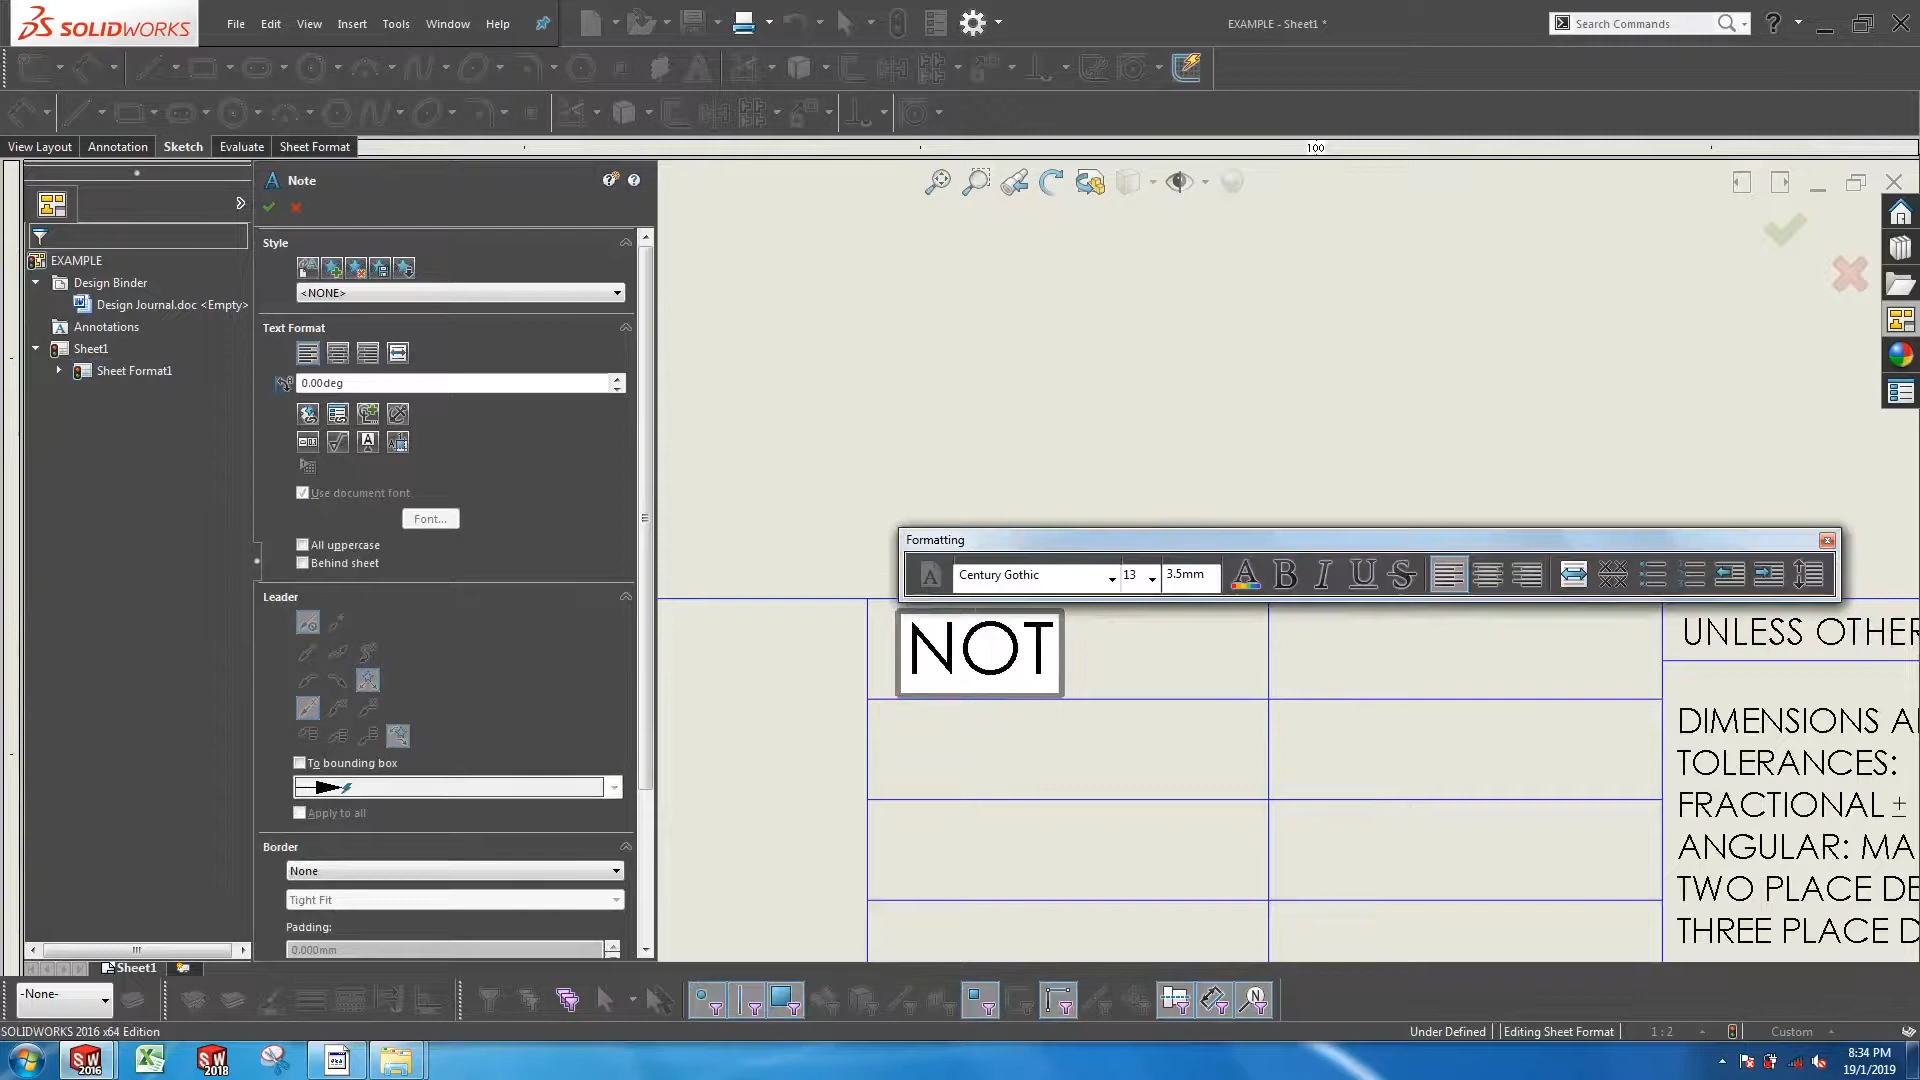 SOLIDWORKS
File Edit View Insert Tools Window Help
EXAMPLE - Sheet1 *
Search Commands
View Layout Annotation Sketch Evaluate Sheet Format
100
Note
EXAMPLE
Design Binder
Design Journal.doc <Empty>
Annotations
Sheet1
Sheet Format1
Style
<NONE>
Text Format
0.00deg
Use document font
Font...
All uppercase
Behind sheet
Leader
To bounding box
Apply to all
Border
None
Tight Fit
Padding:
0.000mm
Formatting
Century Gothic 13 3.5mm
NOT
UNLESS OTHER
DIMENSIONS A
TOLERANCES:
FRACTIONAL ±
ANGULAR: MA
TWO PLACE DE
THREE PLACE D
Sheet1
-None-
SOLIDWORKS 2016 x64 Edition
Under Defined Editing Sheet Format 1 : 2 Custom
SW 2016
SW 2018
8:34 PM
19/1/2019